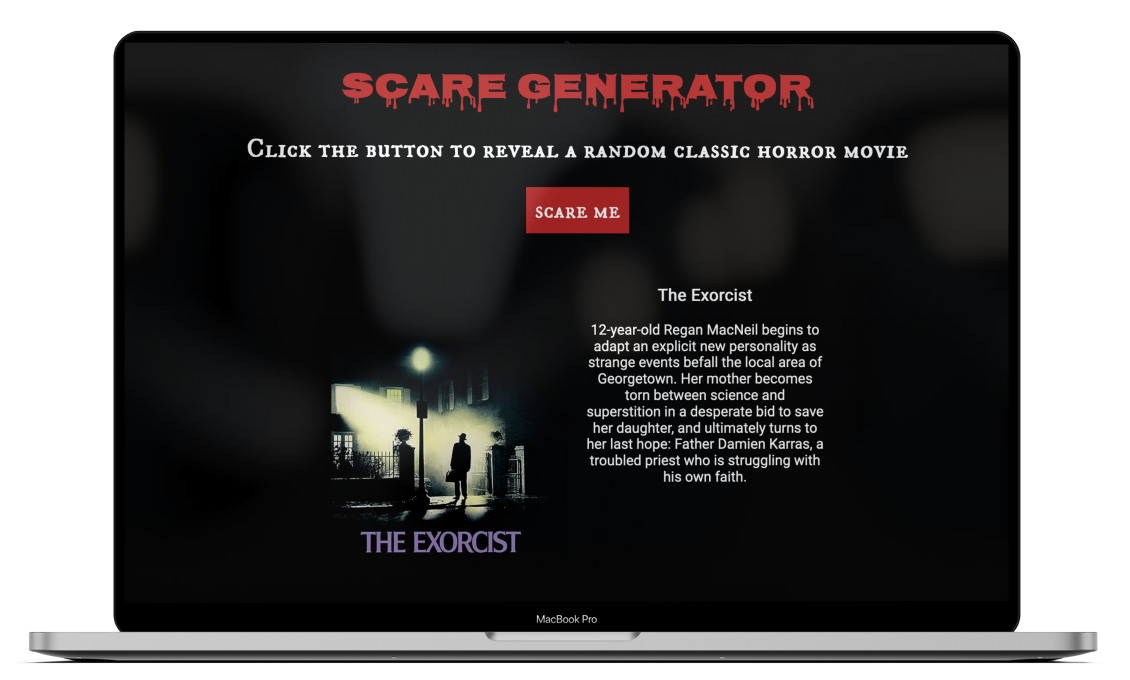 SCARE GENERATOR
Click the button to reveal a random classic horror movie
SCARE ME
The Exorcist
12-year-old Regan MacNeil begins to
adapt an explicit new personality as
strange events befall the local area of
Georgetown. Her mother becomes
torn between science and
superstition in a desperate bid to save
her daughter, and ultimately turns to
her last hope: Father Damien Karras, a
troubled priest who is struggling with
his own faith.
THE EXORCIST
MacBook Pro